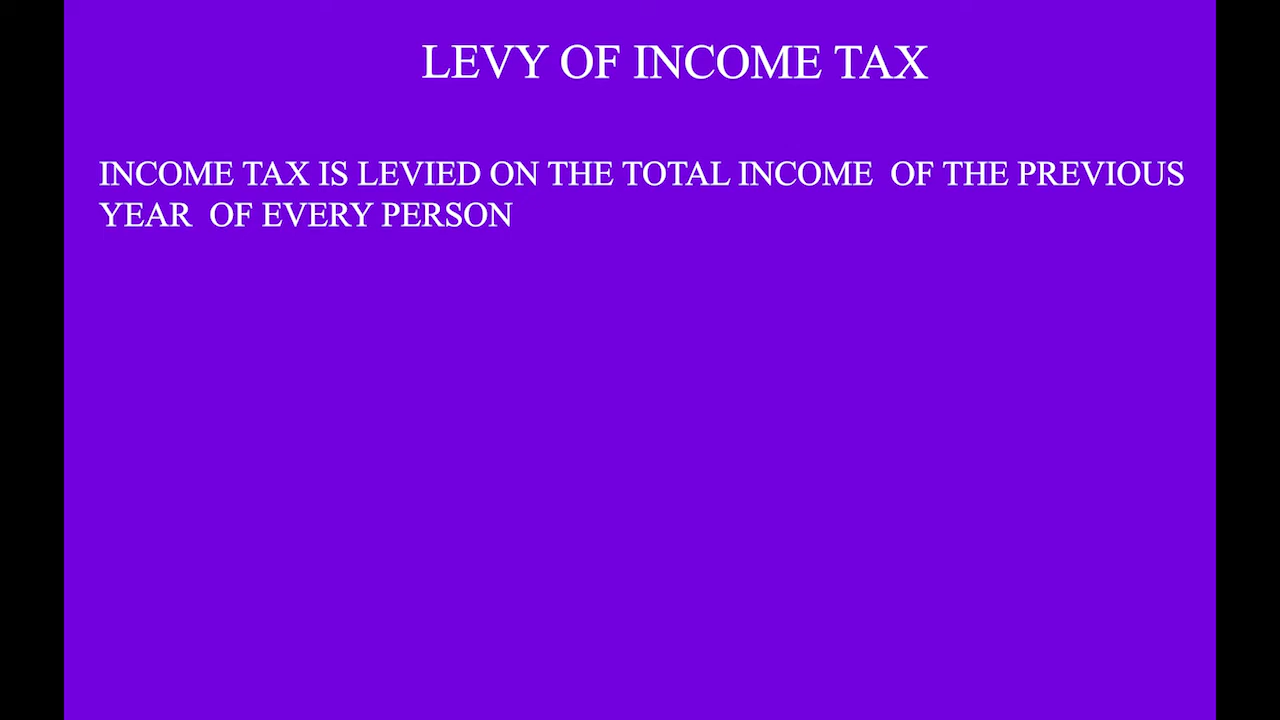 LEVY OF INCOME TAX
INCOME TAX IS LEVIED ON THE TOTAL INCOME OF THE PREVIOUS
YEAR OF EVERY PERSON